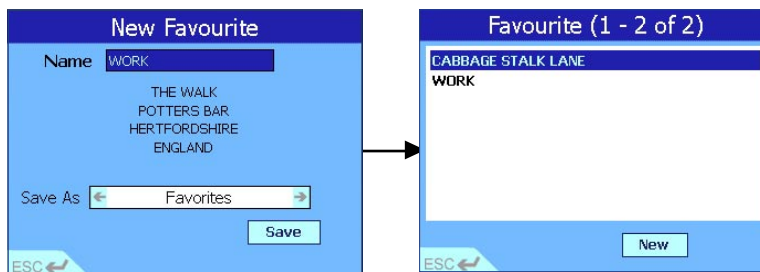 New Favourite
Name WORK
THE WALK
POTTERS BAR
HERTFORDSHIRE
ENGLAND
Save As Favorites
Save
ESC
Favourite (1 - 2 of 2)
CABBAGE STALK LANE
WORK
New
ESC